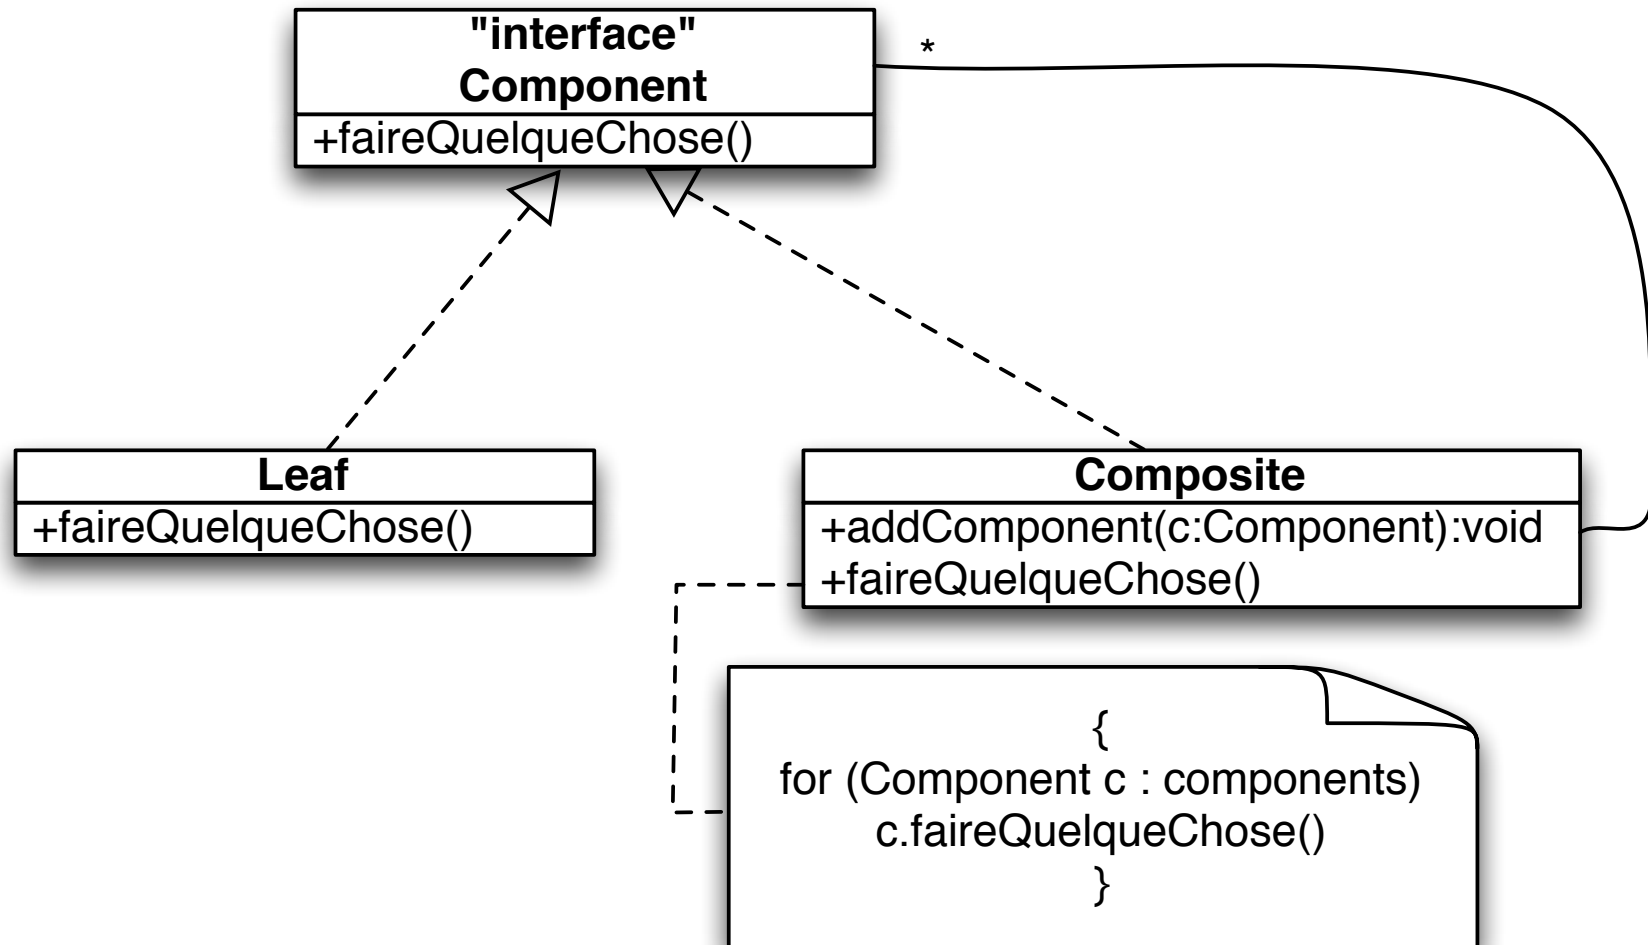 "interface"
Component
*
+faireQuelqueChose()
Leaf
+faireQuelqueChose()
Composite
+addComponent(c:Component):void
+faireQuelqueChose()
{
for (Component c : components)
c.faireQuelqueChose()
}